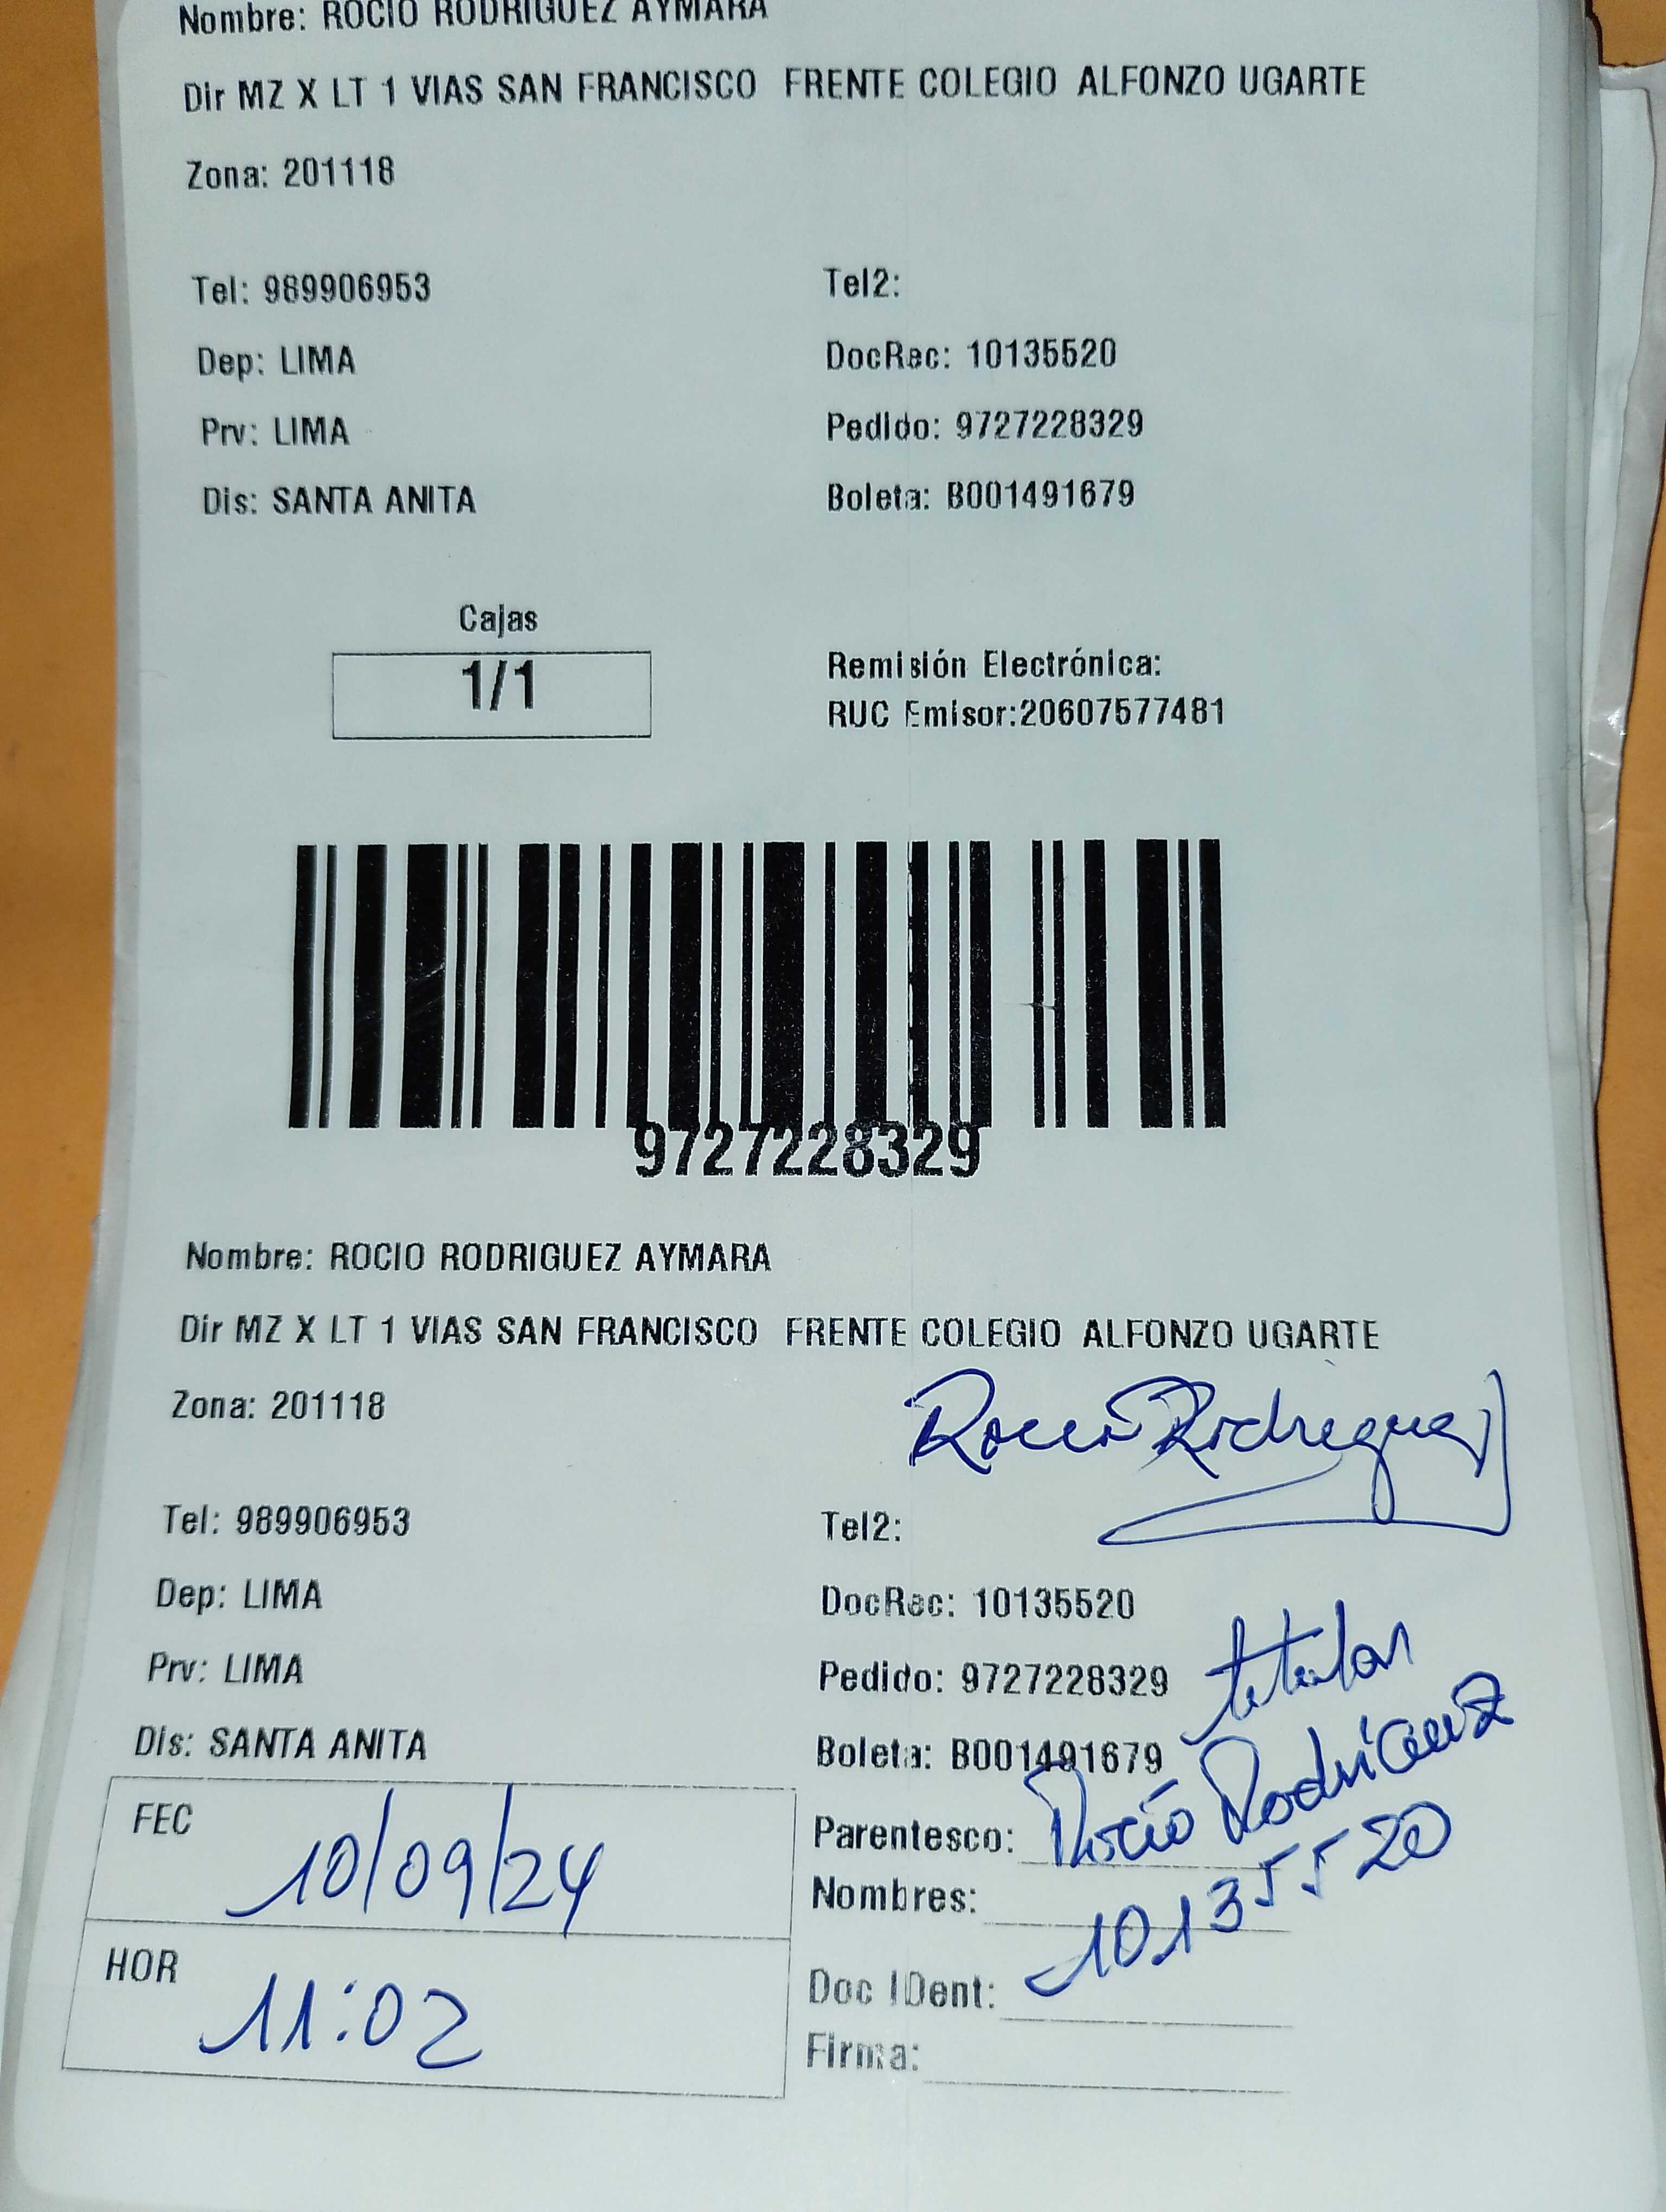 Nombre: ROCIO RODRIGUEZ AYMARA
Dir MZ X LT 1 VIAS SAN FRANCISCO FRENTE COLEGIO ALFONZO UGARTE
Zona: 201118
Tel: 989906953 Tel2:
Dep: LIMA DocRec: 10135520
Prv: LIMA Pedido: 9727228329
Dis: SANTA ANITA Boleta: B001491679
Cajas
1/1
Remisión Electrónica:
RUC Emisor:20607577481
9727228329
Nombre: ROCIO RODRIGUEZ AYMARA
Dir MZ X LT 1 VIAS SAN FRANCISCO FRENTE COLEGIO ALFONZO UGARTE
Zona: 201118
Rocio Rodriguez
Tel: 989906953 Tel2:
Dep: LIMA DocRec: 10135520
titular
Prv: LIMA Pedido: 9727228329
Dis: SANTA ANITA Boleta: B001491679
FEC 10/09/24
Parentesco: Rocío Rodriguez
Nombres: 10135520
HOR 11:02
Doc IDent:
Firma: